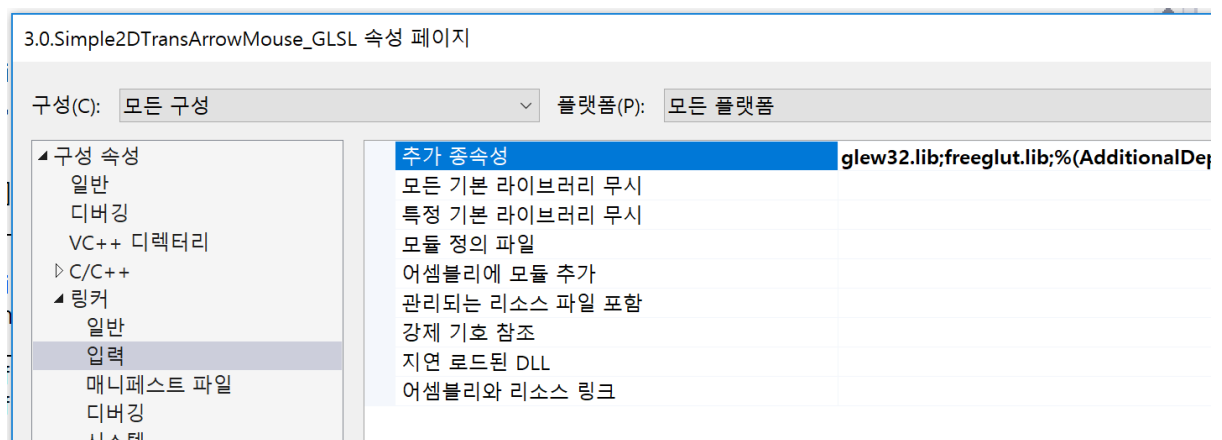 3.0.Simple2DTransArrowMouse_GLSL 속성 페이지
구성(C): 모든 구성 플랫폼(P): 모든 플랫폼
구성 속성
일반
디버깅
VC++ 디렉터리
C/C++
링커
일반
입력
매니페스트 파일
디버깅
시스템
추가 종속성 glew32.lib;freeglut.lib;%(AdditionalDep
모든 기본 라이브러리 무시
특정 기본 라이브러리 무시
모듈 정의 파일
어셈블리에 모듈 추가
관리되는 리소스 파일 포함
강제 기호 참조
지연 로드된 DLL
어셈블리와 리소스 링크